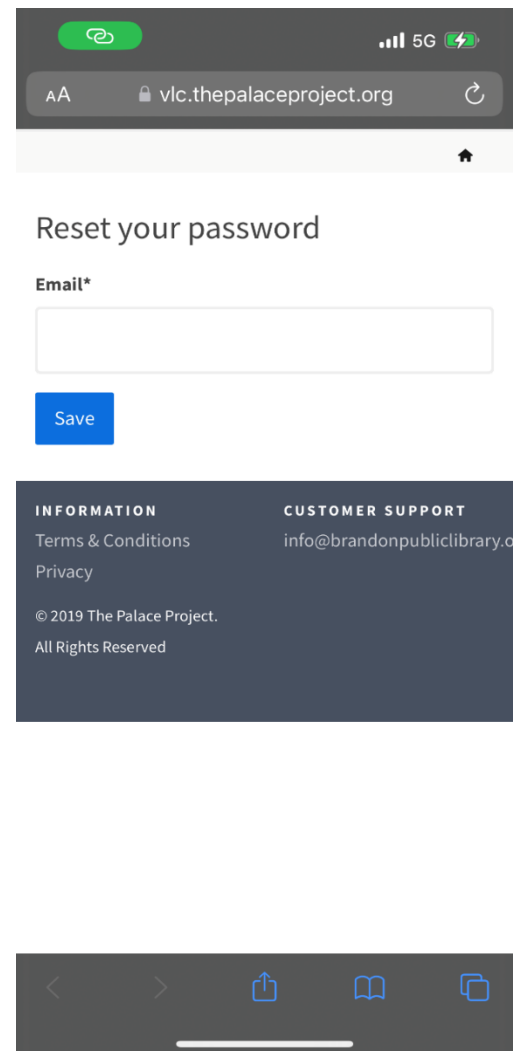 5G
AA vlc.thepalaceproject.org
Reset your password
Email*
Save
INFORMATION
Terms & Conditions
Privacy
© 2019 The Palace Project.
All Rights Reserved
CUSTOMER SUPPORT
info@brandonpubliclibrary.o